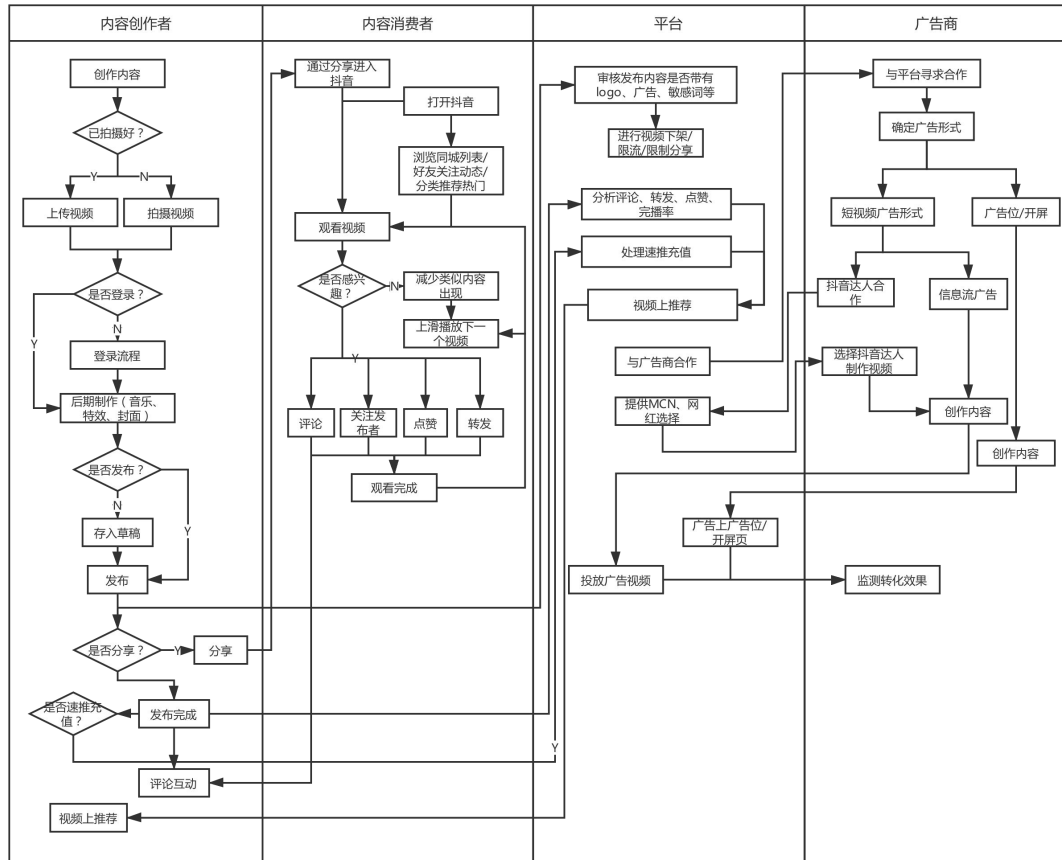 内容创作者
内容消费者
平台
广告商
创作内容
已拍摄好？
Y
N
上传视频
拍摄视频
是否登录？
N
Y
登录流程
后期制作（音乐、
特效、封面）
是否发布？
N
Y
存入草稿
发布
是否分享？
Y
分享
是否速推充
值？
发布完成
评论互动
视频上推荐
通过分享进入
抖音
打开抖音
浏览同城列表/
好友关注动态/
分类推荐热门
观看视频
是否感兴
趣？
N
减少类似内容
出现
上滑播放下一
个视频
Y
评论
关注发
布者
点赞
转发
观看完成
审核发布内容是否带有
logo、广告、敏感词等
进行视频下架/
限流/限制分享
分析评论、转发、点赞、
完播率
处理速推充值
视频上推荐
与广告商合作
提供MCN、网
红选择
广告上广告位/
开屏页
投放广告视频
Y
与平台寻求合作
确定广告形式
短视频广告形式
广告位/开屏
抖音达人
合作
信息流广告
选择抖音达人
制作视频
创作内容
创作内容
监测转化效果